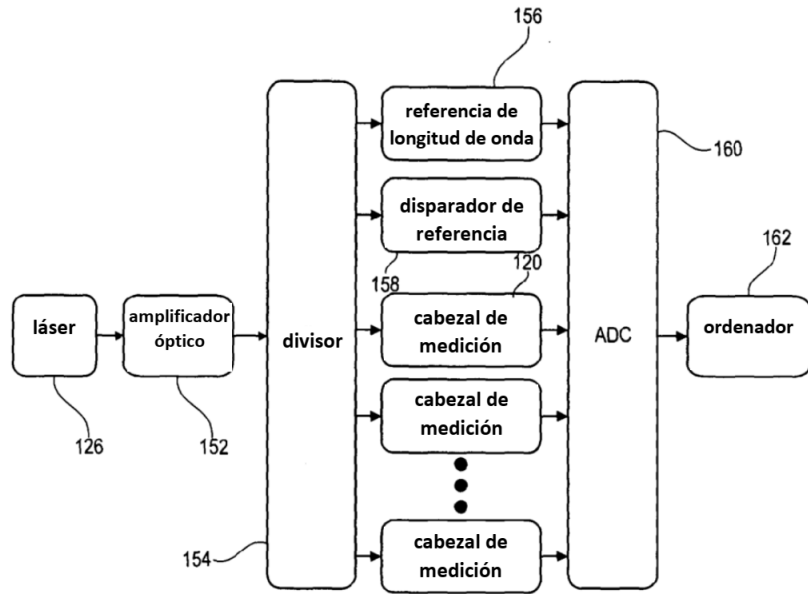 156
referencia de
longitud de onda
160
disparador de
referencia
158
120
162
láser
amplificador
óptico
divisor
cabezal de
medición
ADC
ordenador
126
152
cabezal de
medición
154
cabezal de
medición